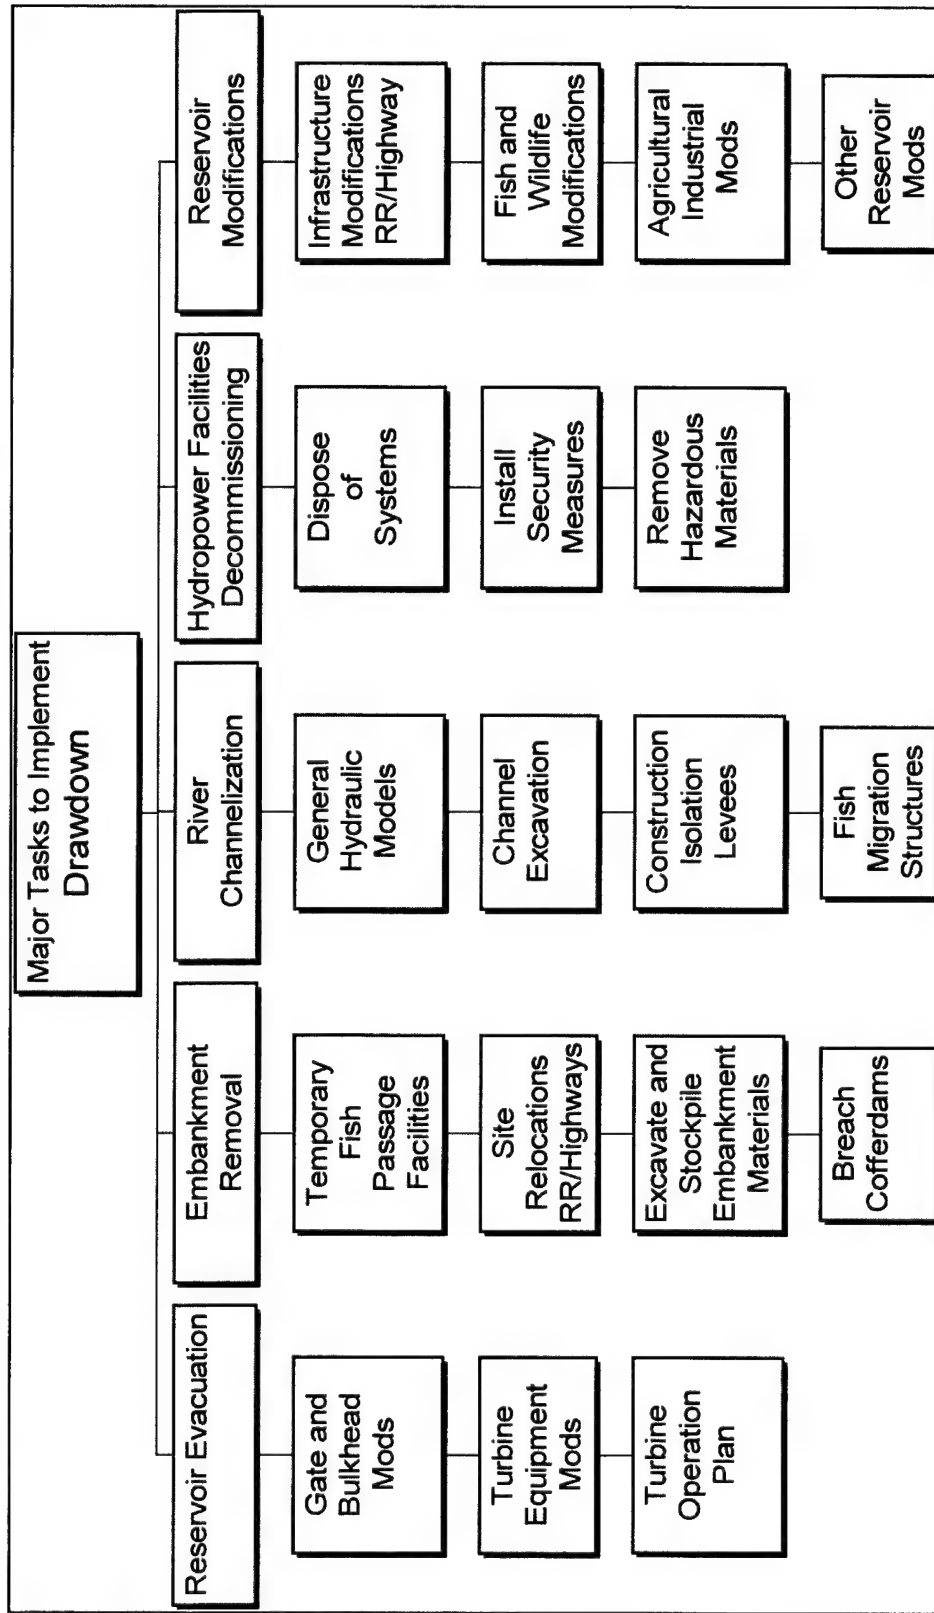 Major Tasks to Implement
Drawdown
Reservoir Evacuation
Gate and
Bulkhead
Mods
Turbine
Equipment
Mods
Turbine
Operation
Plan
Embankment
Removal
Temporary
Fish
Passage
Facilities
Site
Relocations
RR/Highways
Excavate and
Stockpile
Embankment
Materials
Breach
Cofferdams
River
Channelization
General
Hydraulic
Models
Channel
Excavation
Construction
Isolation
Levees
Fish
Migration
Structures
Hydropower Facilities
Decommissioning
Dispose
of
Systems
Install
Security
Measures
Remove
Hazardous
Materials
Reservoir
Modifications
Infrastructure
Modifications
RR/Highway
Fish and
Wildlife
Modifications
Agricultural
Industrial
Mods
Other
Reservoir
Mods